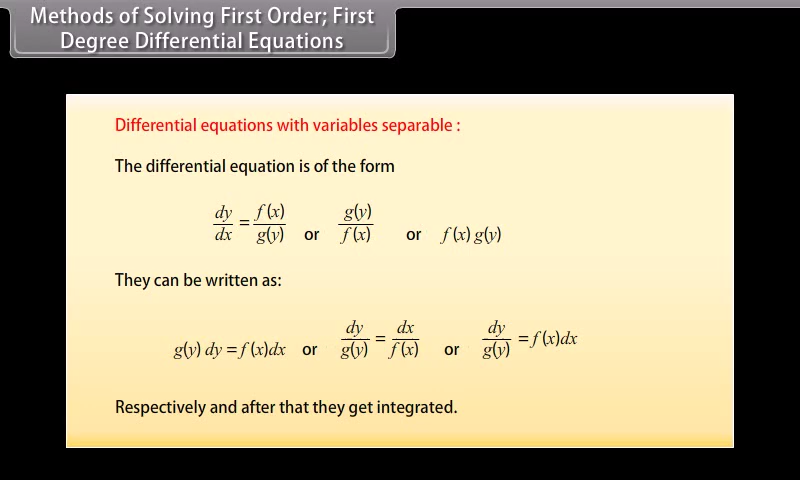 Methods of Solving First Order; First
Degree Differential Equations
Differential equations with variables separable :
The differential equation is of the form
dy/dx = f(x)/g(y) or g(y)/f(x) or f(x) g(y)
They can be written as:
g(y) dy = f(x)dx or dy/g(y) = dx/f(x) or dy/g(y) = f(x)dx
Respectively and after that they get integrated.